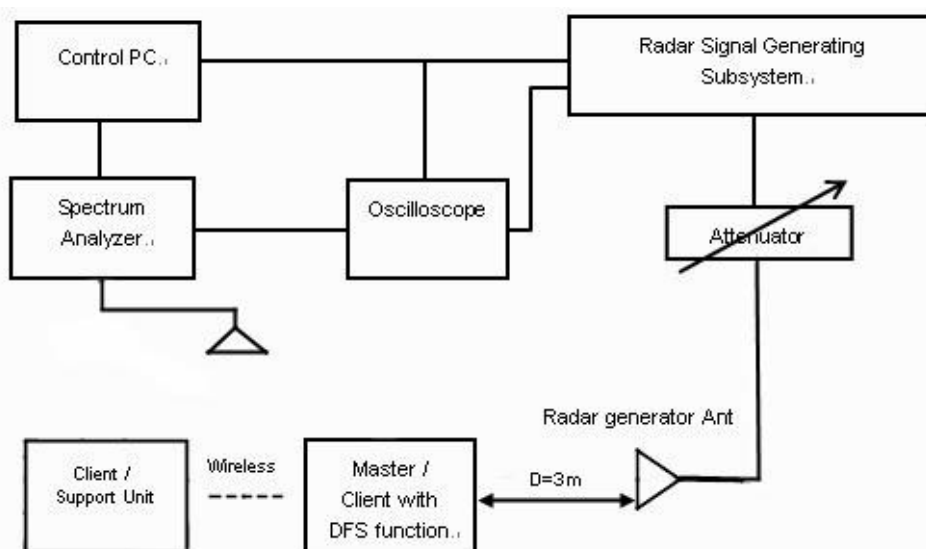 Control PC.
Radar Signal Generating
Subsystem.
Spectrum
Analyzer.
Oscilloscope
Attenuator
Radar generator Ant
Client /
Support Unit
Wireless
Master /
Client with
DFS function.
D=3m